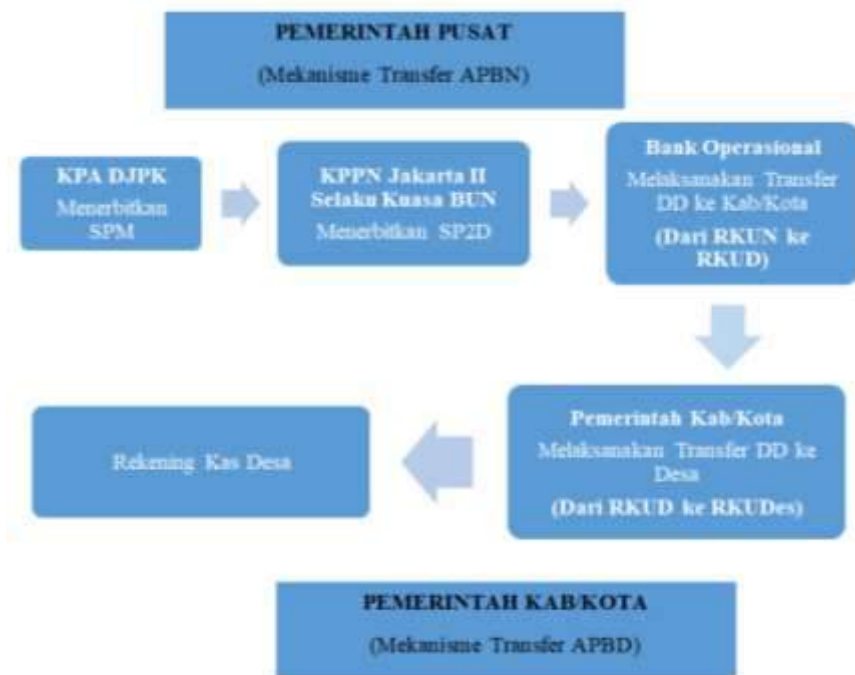 PEMERINTAH PUSAT
(Mekanisme Transfer APBN)
KPA DJPK
Menerbitkan
SPM
KPPN Jakarta II
Selaku Kuasa BUN
Menerbitkan SP2D
Bank Operasional
Melaksanakan Transfer
DD ke Kab/Kota
(Dari RKUN ke
RKUD)
Pemerintah Kab/Kota
Melaksanakan Transfer DD ke
Desa
(Dari RKUD ke RKUDes)
Rekening Kas Desa
PEMERINTAH KAB/KOTA
(Mekanisme Transfer APBD)